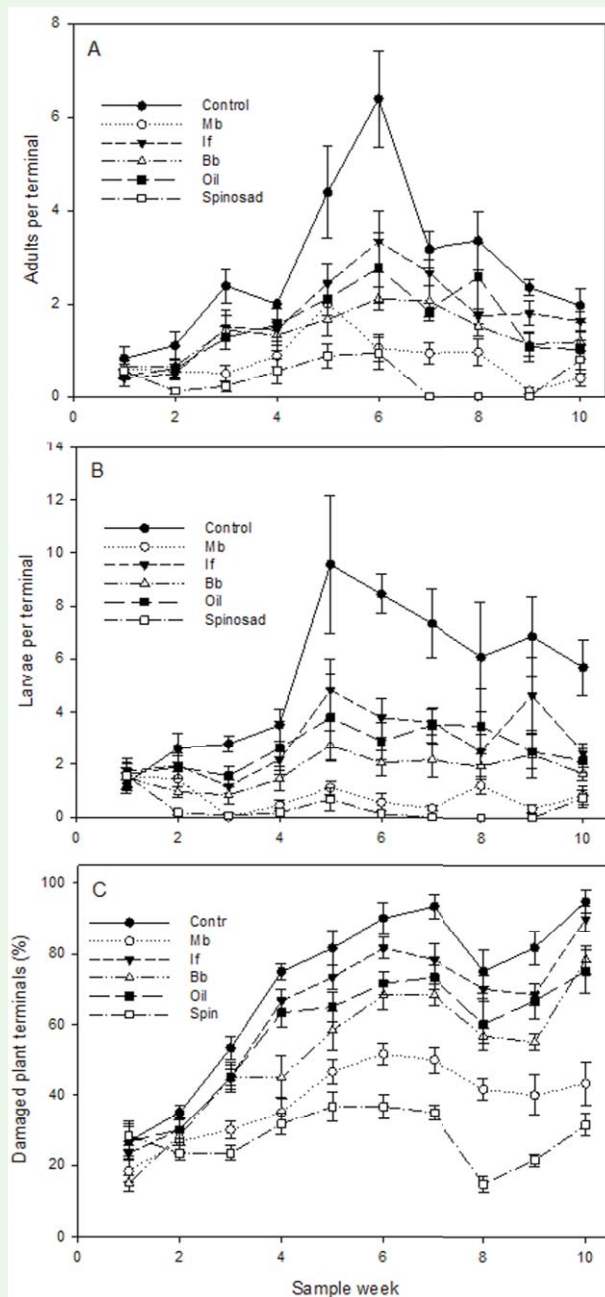 8
A
Control
Mb
If
Bb
Oil
Spinosad
6
4
2
0
Adults per terminal
0 2 4 6 8 10
14
B
Control
Mb
If
Bb
Oil
Spinosad
12
10
8
6
4
2
0
Larvae per terminal
0 2 4 6 8 10
100
C
Contr
Mb
If
Bb
Oil
Spin
80
60
40
20
0
Damaged plant terminals (%)
0 2 4 6 8 10
Sample week